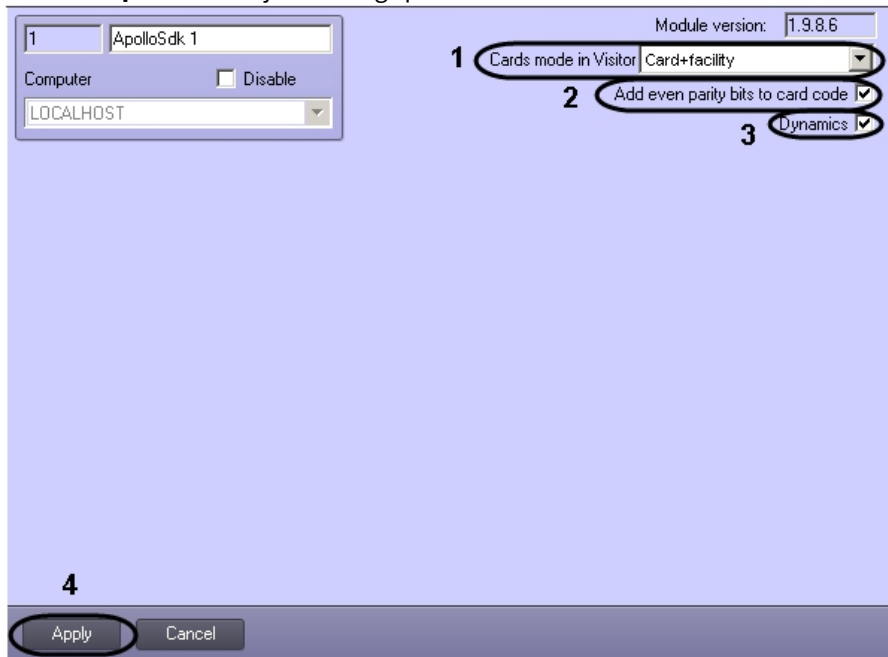 1 ApolloSdk 1
Module version: 1.9.8.6
1 Cards mode in Visitor Card+facility
Computer Disable
2 Add even parity bits to card code
LOCALHOST
3 Dynamics
4
Apply Cancel